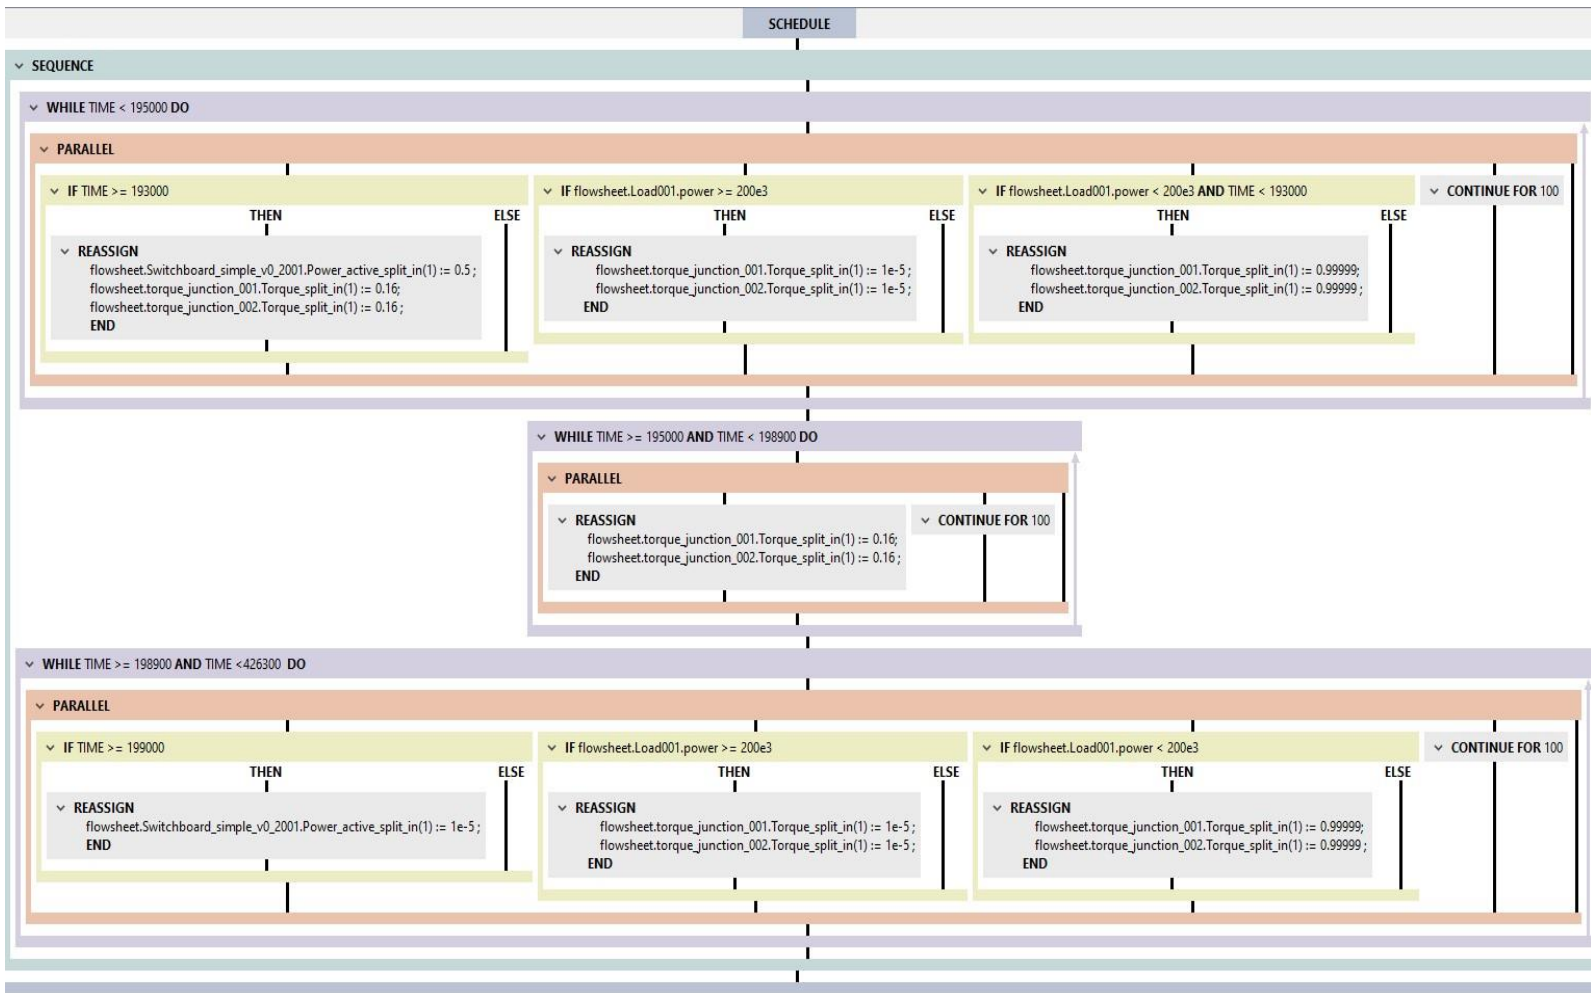 SCHEDULE
SEQUENCE
WHILE TIME < 195000 DO
PARALLEL
IF TIME >= 193000
THEN
ELSE
REASSIGN
flowsheet.Switchboard_simple_v0_2001.Power_active_split_in(1) := 0.5 ;
flowsheet.torque_junction_001.Torque_split_in(1) := 0.16;
flowsheet.torque_junction_002.Torque_split_in(1) := 0.16 ;
END
IF flowsheet.Load001.power >= 200e3
THEN
ELSE
REASSIGN
flowsheet.torque_junction_001.Torque_split_in(1) := 1e-5 ;
flowsheet.torque_junction_002.Torque_split_in(1) := 1e-5 ;
END
IF flowsheet.Load001.power < 200e3 AND TIME < 193000
THEN
ELSE
REASSIGN
flowsheet.torque_junction_001.Torque_split_in(1) := 0.99999;
flowsheet.torque_junction_002.Torque_split_in(1) := 0.99999 ;
END
CONTINUE FOR 100
WHILE TIME >= 195000 AND TIME < 198900 DO
PARALLEL
REASSIGN
flowsheet.torque_junction_001.Torque_split_in(1) := 0.16;
flowsheet.torque_junction_002.Torque_split_in(1) := 0.16 ;
END
CONTINUE FOR 100
WHILE TIME >= 198900 AND TIME <426300 DO
PARALLEL
IF TIME >= 199000
THEN
ELSE
REASSIGN
flowsheet.Switchboard_simple_v0_2001.Power_active_split_in(1) := 1e-5 ;
END
IF flowsheet.Load001.power >= 200e3
THEN
ELSE
REASSIGN
flowsheet.torque_junction_001.Torque_split_in(1) := 1e-5 ;
flowsheet.torque_junction_002.Torque_split_in(1) := 1e-5 ;
END
IF flowsheet.Load001.power < 200e3
THEN
ELSE
REASSIGN
flowsheet.torque_junction_001.Torque_split_in(1) := 0.99999;
flowsheet.torque_junction_002.Torque_split_in(1) := 0.99999 ;
END
CONTINUE FOR 100